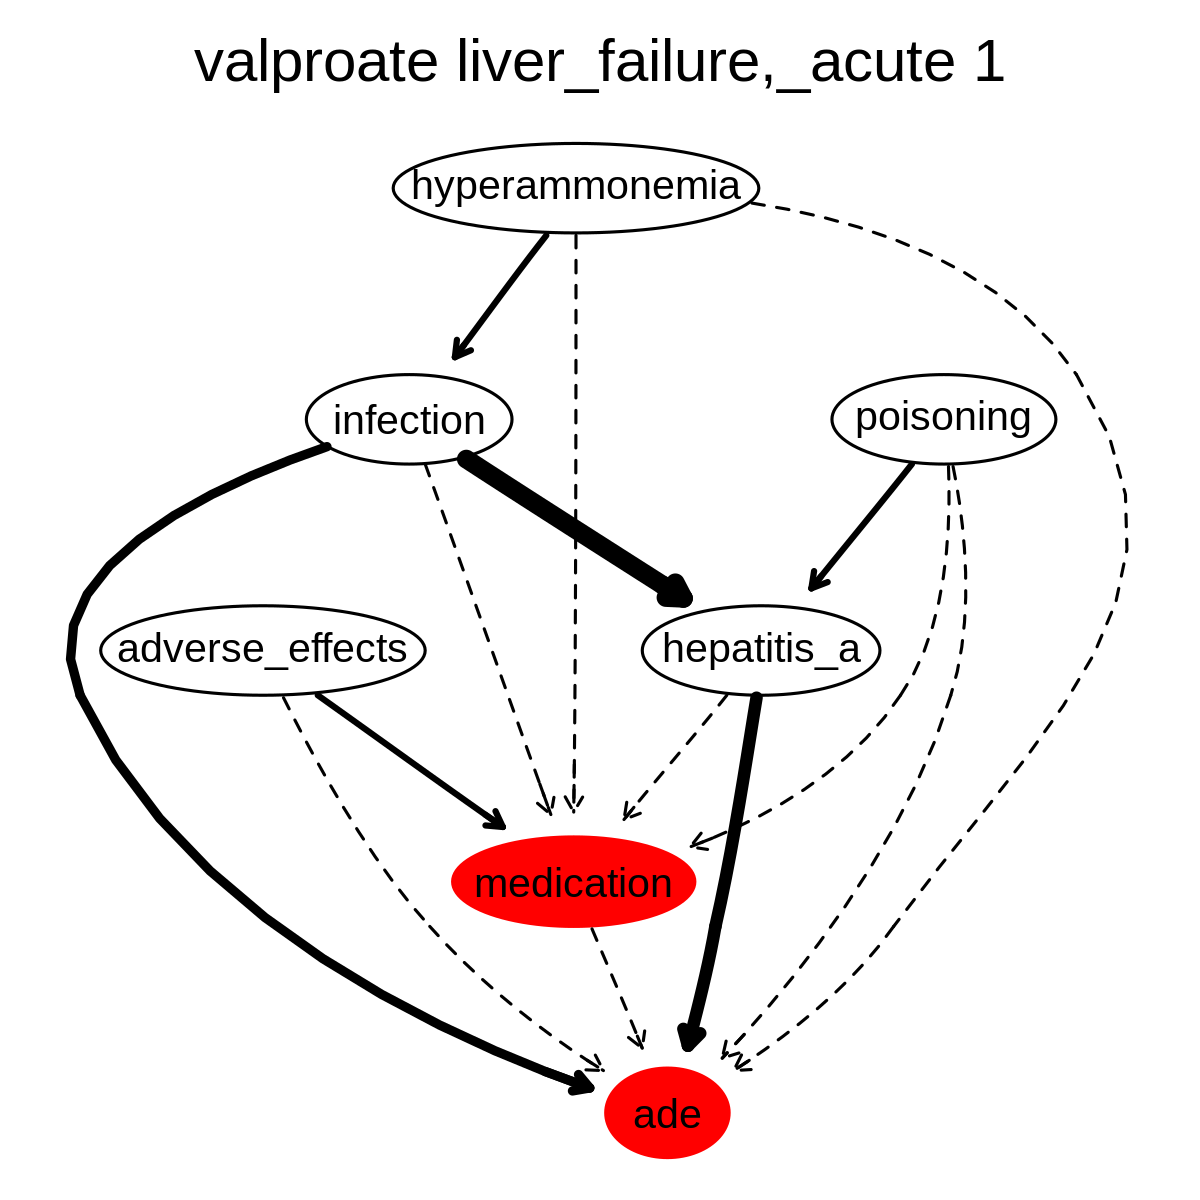 valproate liver_failure,_acute 1
hyperammonemia
infection
poisoning
adverse_effects
hepatitis_a
medication
ade